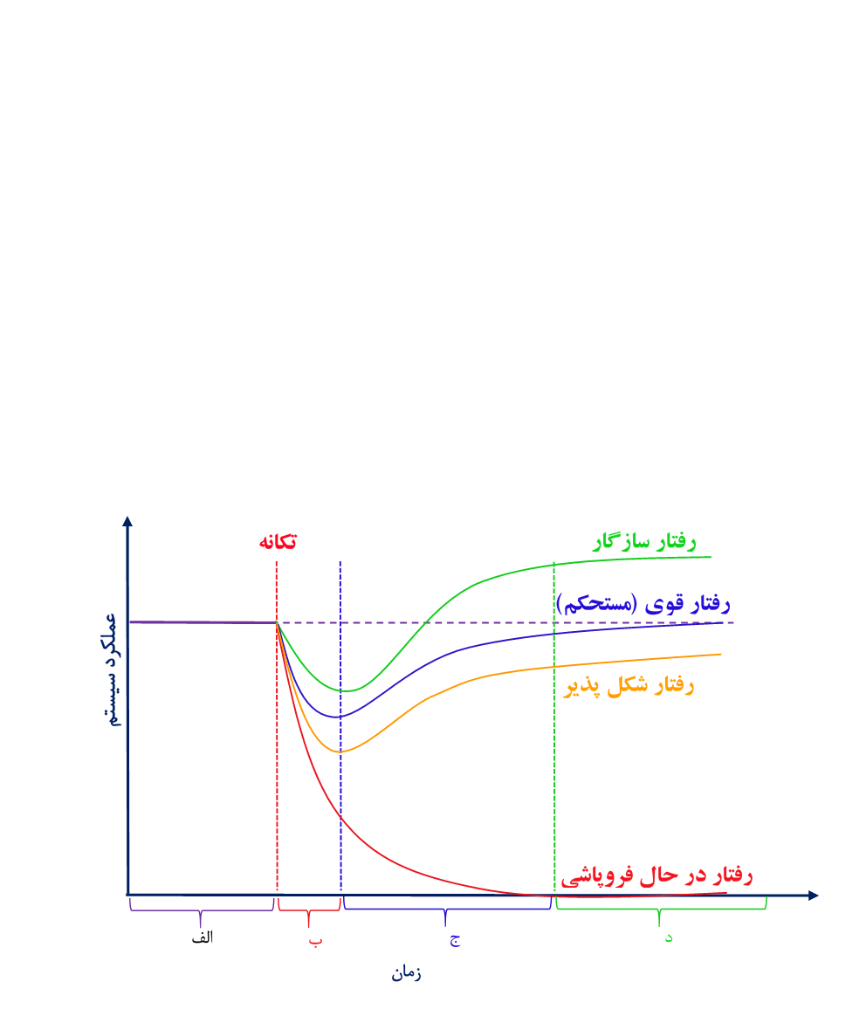 تکانه
رفتار سازگار
رفتار قوی (مستحکم)
عملکرد سیستم
رفتار شکل پذیر
رفتار در حال فروپاشی
الف
ب
ج
د
زمان